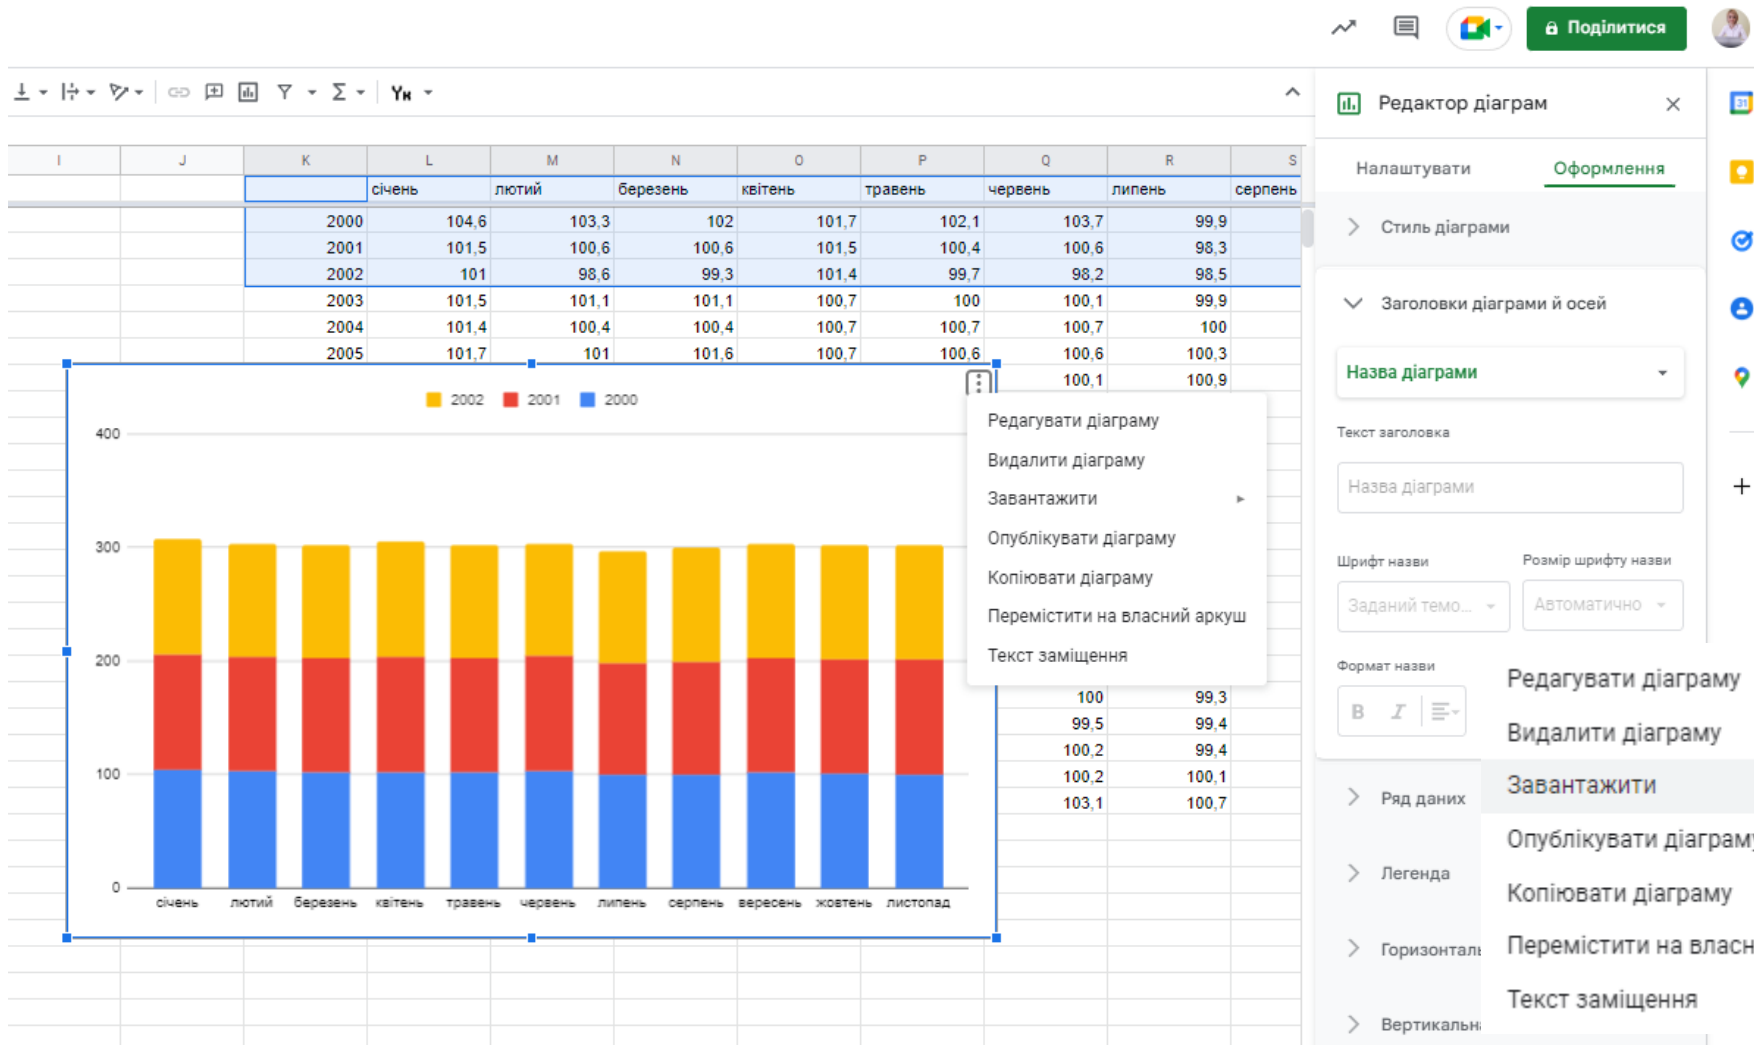 Поділитися
Редактор діаграм
I J K L M N O P Q R S
Налаштувати Оформлення
січень лютий березень квітень травень червень липень серпень
2000 104,6 103,3 102 101,7 102,1 103,7 99,9
2001 101,5 100,6 100,6 101,5 100,4 100,6 98,3
2002 101 98,6 99,3 101,4 99,7 98,2 98,5
2003 101,5 101,1 101,1 100,7 100 100,1 99,9
2004 101,4 100,4 100,4 100,7 100,7 100,7 100
2005 101,7 101 101,6 100,7 100,6 100,6 100,3
100,1 100,9
2002 2001 2000
400
300
200
100
0
січень лютий березень квітень травень червень липень серпень вересень жовтень листопад
Редагувати діаграму
Видалити діаграму
Завантажити
Опублікувати діаграму
Копіювати діаграму
Перемістити на власний аркуш
Текст заміщення
100 99,3
99,5 99,4
100,2 99,4
100,2 100,1
103,1 100,7
Стиль діаграми
Заголовки діаграми й осей
Назва діаграми
Текст заголовка
Назва діаграми
Шрифт назви Розмір шрифту назви
Заданий темо... Автоматично
Формат назви
B I
Ряд даних
Легенда
Горизонталь
Вертикальн
Редагувати діаграму
Видалити діаграму
Завантажити
Опублікувати діаграму
Копіювати діаграму
Перемістити на власн
Текст заміщення
31